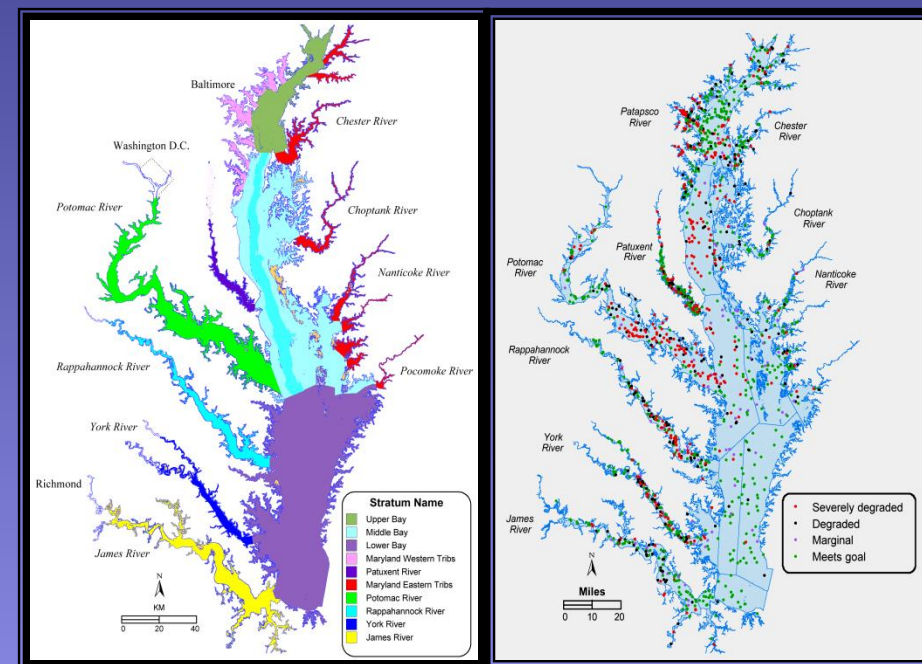 Baltimore
Chester River
Washington D.C.
Potomac River
Choptank River
Nanticoke River
Rappahannock River
Pocomoke River
York River
Richmond
James River
N
KM
0 20 40
Stratum Name
Upper Bay
Middle Bay
Lower Bay
Maryland Western Tribs
Patuxent River
Maryland Eastern Tribs
Potomac River
Rappahannock River
York River
James River
Patapsco
River
Chester
River
Choptank
River
Patuxent
River
Potomac
River
Nanticoke
River
Rappahannock
River
York
River
James
River
N
Miles
0 10 20
Severely degraded
Degraded
Marginal
Meets goal